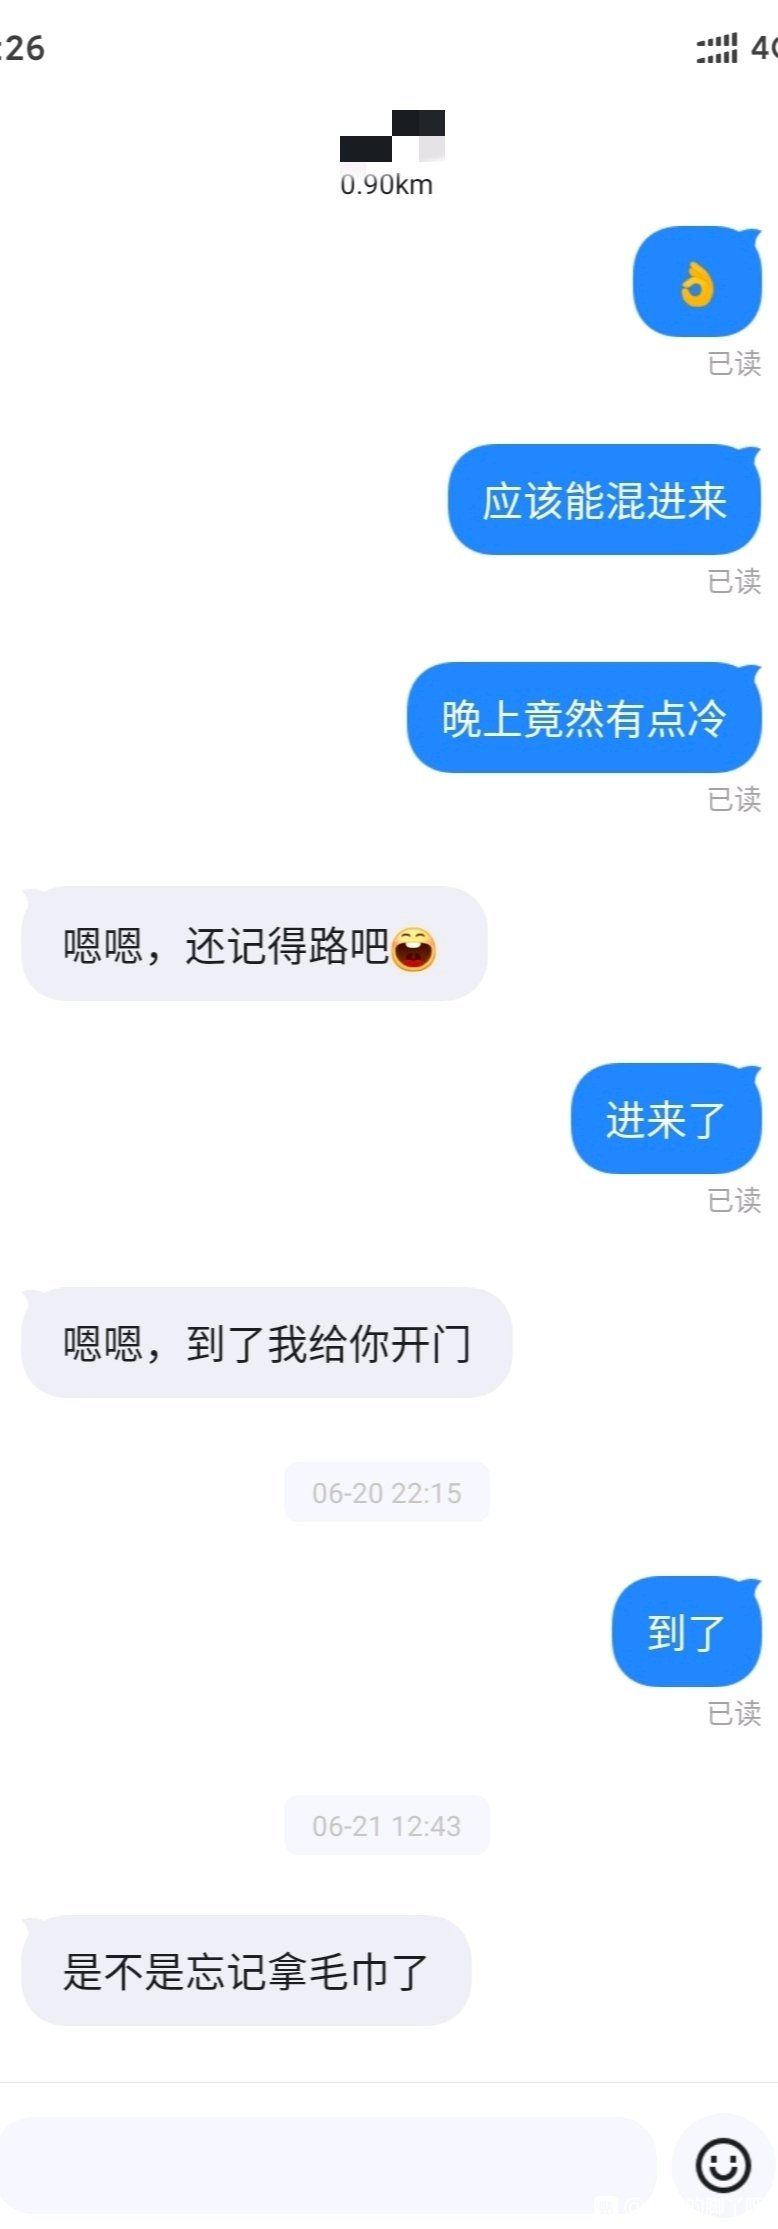 :26
4G
0.90km
👌
已读
应该能混进来
已读
晚上竟然有点冷
已读
嗯嗯，还记得路吧😄
进来了
已读
嗯嗯，到了我给你开门
06-20 22:15
到了
已读
06-21 12:43
是不是忘记拿毛巾了